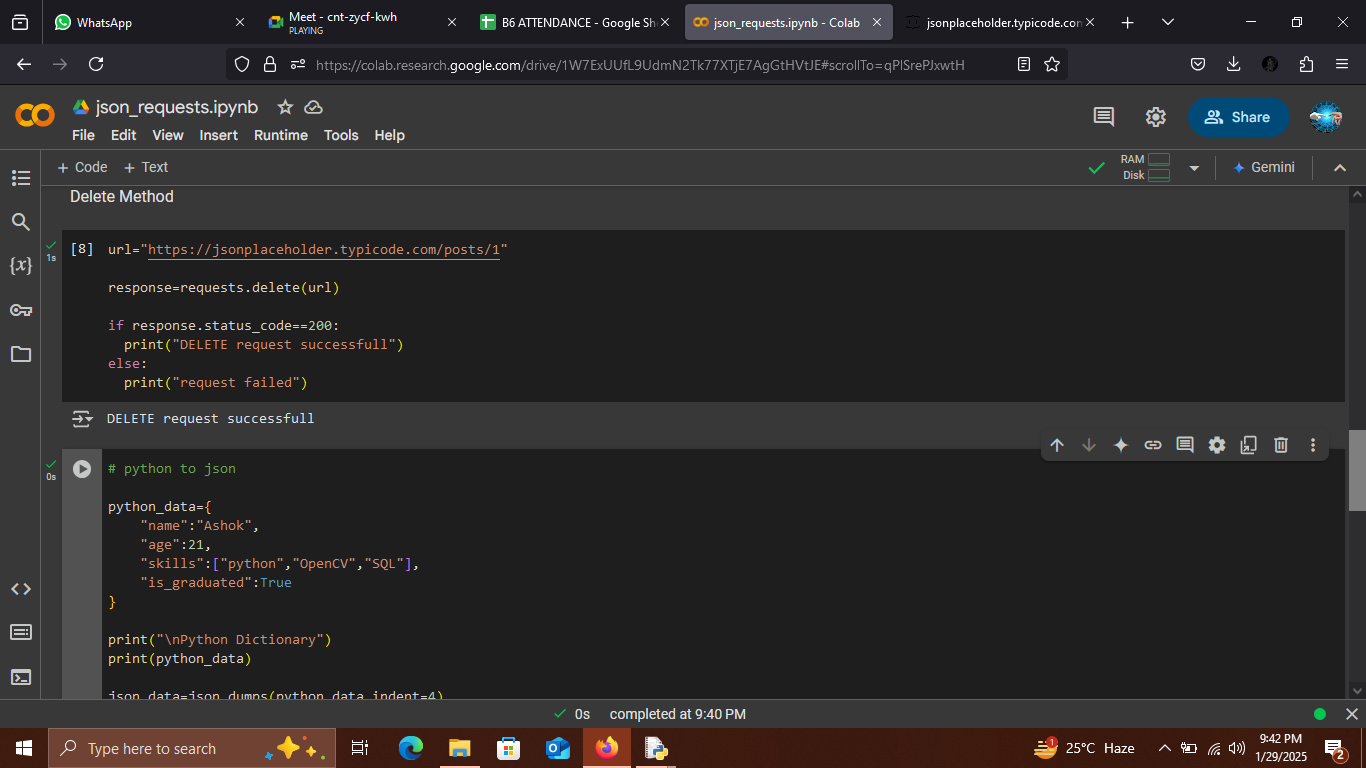 WhatsApp
Meet - cnt-zycf-kwh
PLAYING
B6 ATTENDANCE - Google Sh
json_requests.ipynb - Colab
jsonplaceholder.typicode.con
https://colab.research.google.com/drive/1W7ExUUfL9UdmN2Tk77XTjE7AgGtHVtJE#scrollTo=qPlSrePJxwtH
json_requests.ipynb
File Edit View Insert Runtime Tools Help
Share
+ Code + Text
RAM
Disk
Gemini
Delete Method
[8] url="https://jsonplaceholder.typicode.com/posts/1"
1s
response=requests.delete(url)
if response.status_code==200:
print("DELETE request successfull")
else:
print("request failed")
DELETE request successfull
0s
# python to json
python_data={
"name":"Ashok",
"age":21,
"skills":["python","OpenCV","SQL"],
"is_graduated":True
}
print("\nPython Dictionary")
print(python_data)
json_data=json.dumps(python_data,indent=4)
0s completed at 9:40 PM
Type here to search
1
25°C Haze
9:42 PM
1/29/2025
2